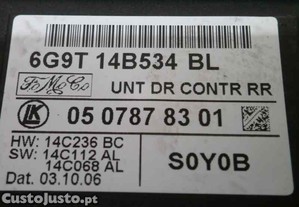 6G9T 14B534 BL
FoMoCo
UNT DR CONTR RR
LK
05 0787 83 01
HW: 14C236 BC
SW: 14C112 AL
14C068 AL
Dat. 03.10.06
S0Y0B
CustoJusto.pt